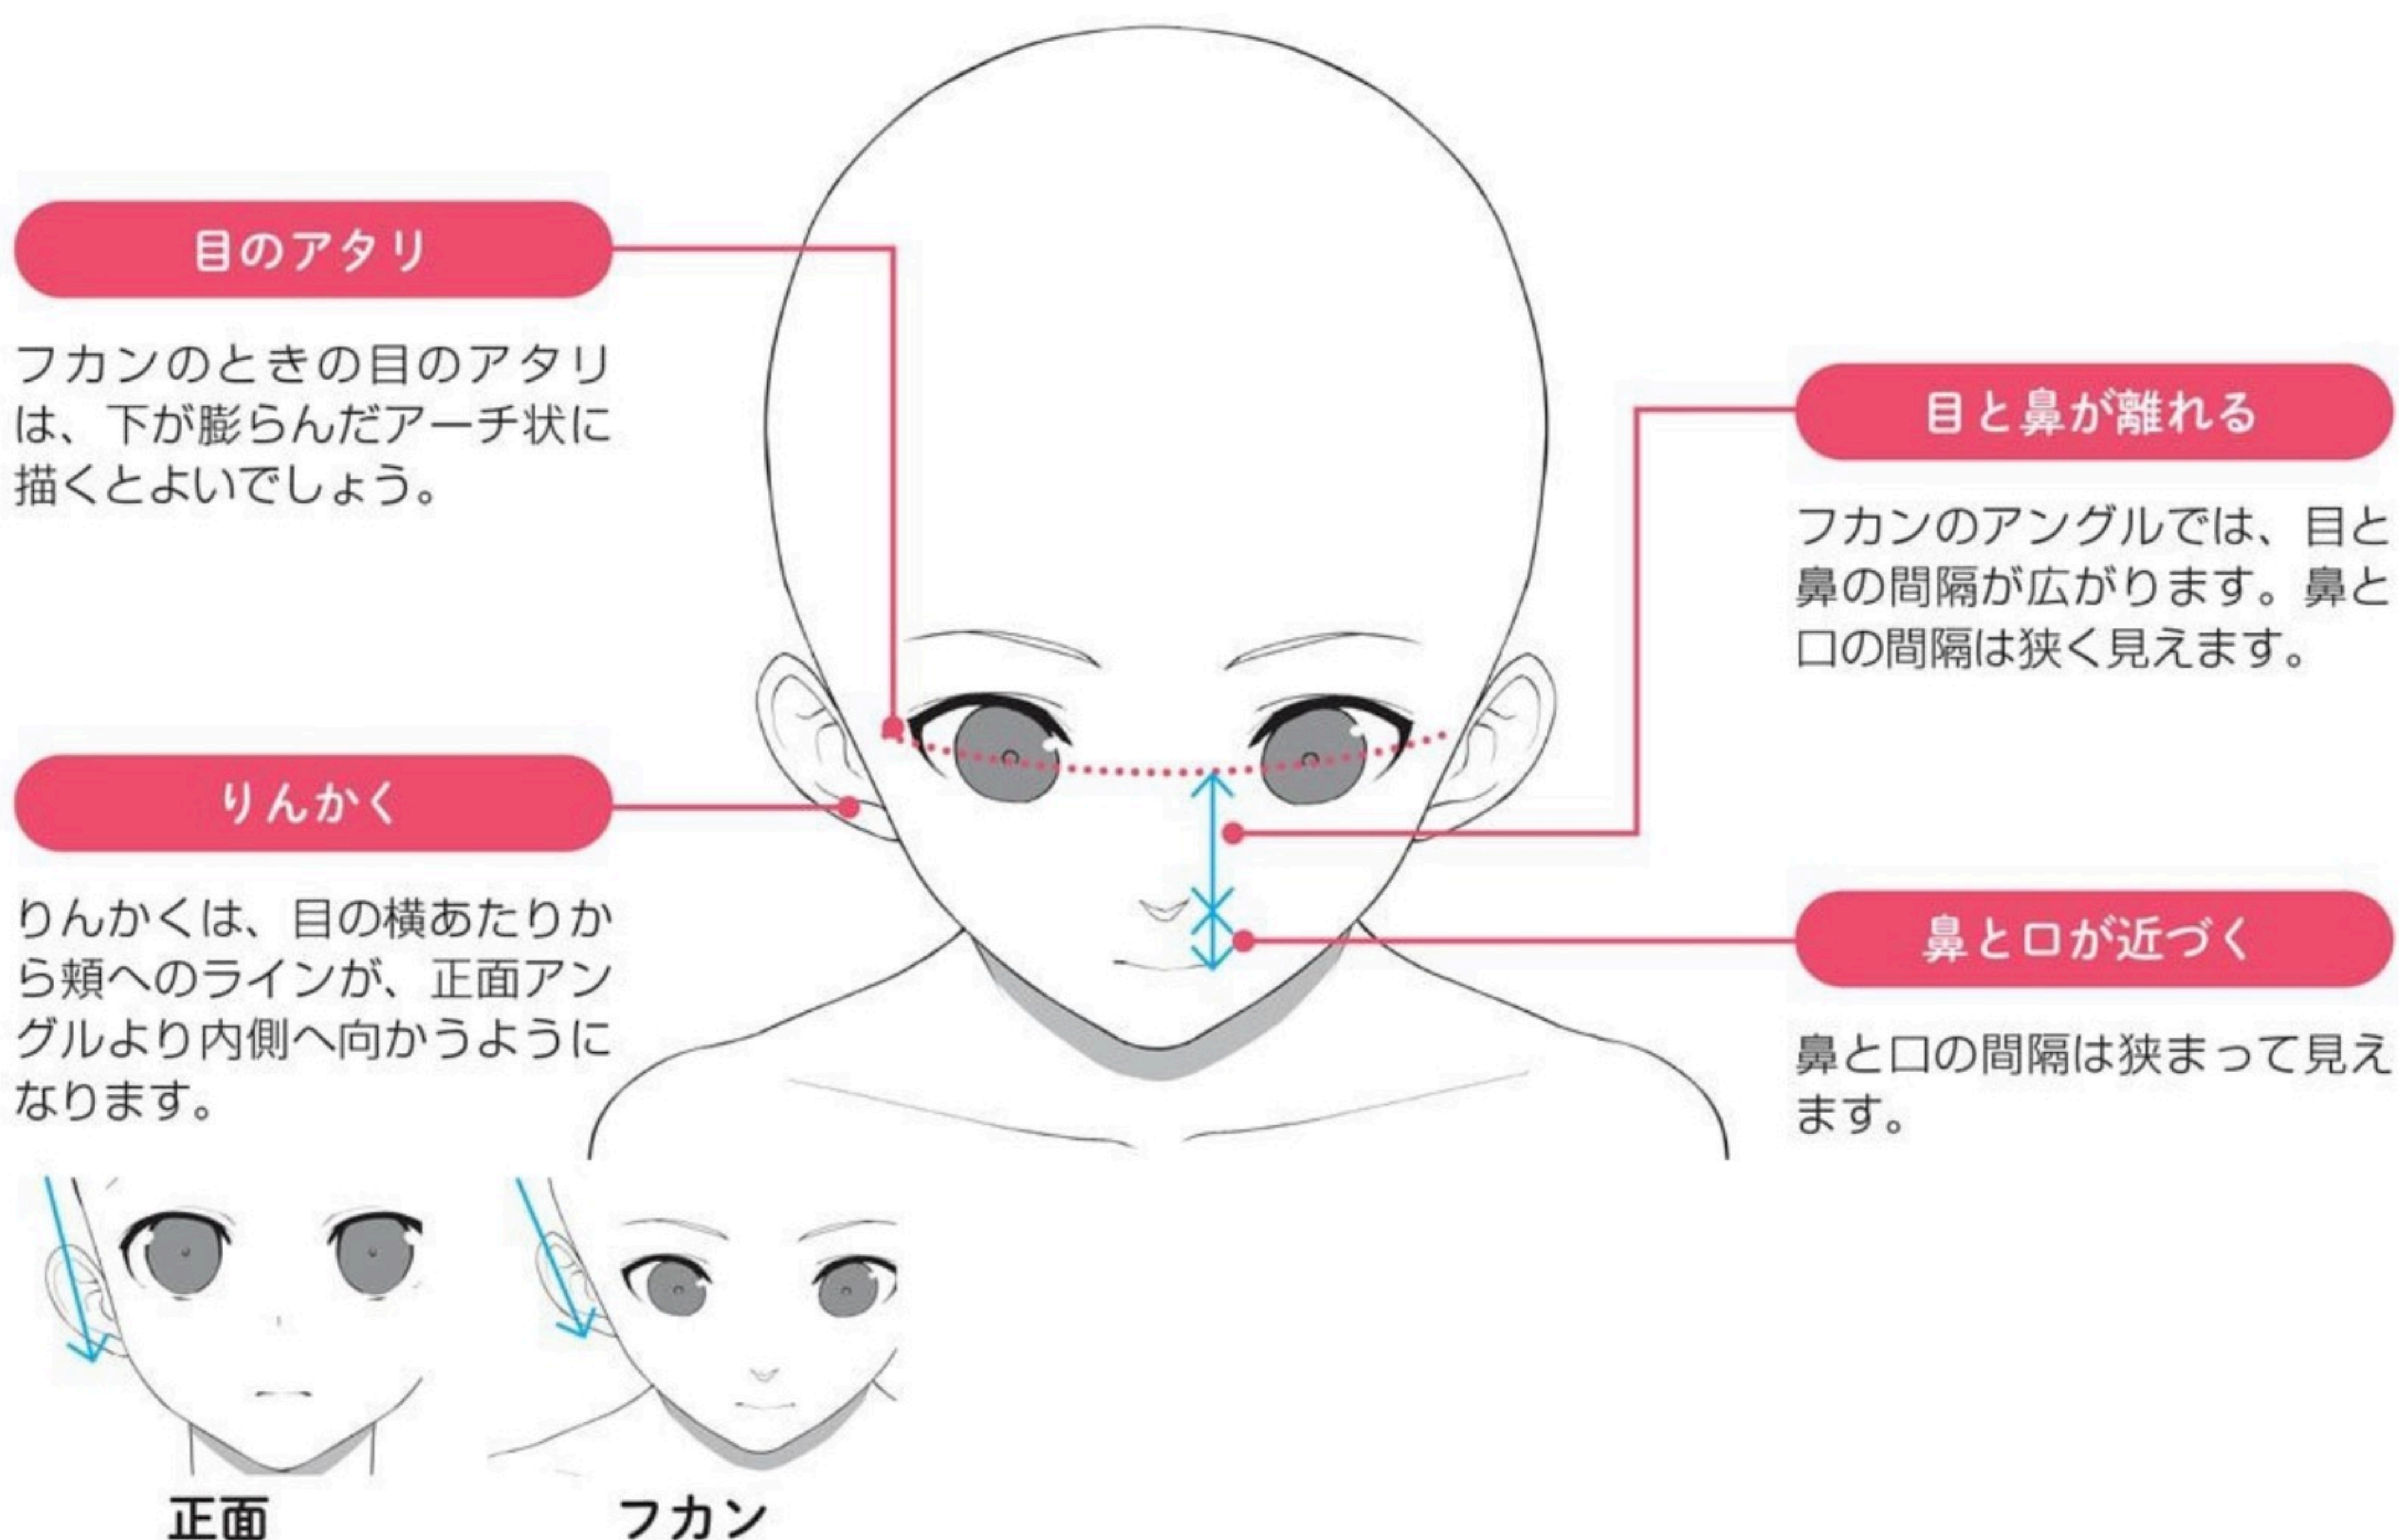 目のアタリ
フカンのときの目のアタリ
は、下が膨らんだアーチ状に
描くとよいでしょう。
りんかく
りんかくは、目の横あたりか
ら頬へのラインが、正面アン
グルより内側へ向かうように
なります。
目と鼻が離れる
フカンのアングルでは、目と
鼻の間隔が広がります。鼻と
口の間隔は狭く見えます。
鼻と口が近づく
鼻と口の間隔は狭まって見え
ます。
正面
フカン